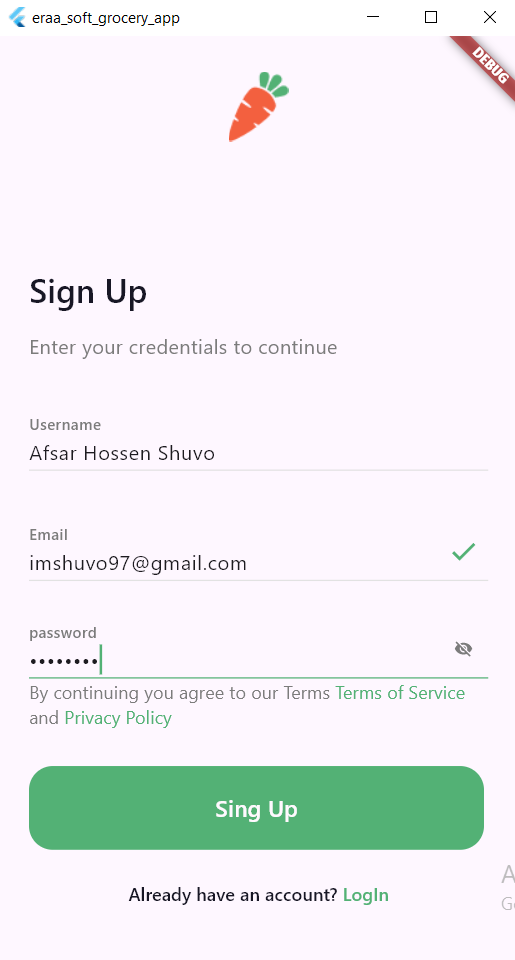 eraa_soft_grocery_app
DEBUG
Sign Up
Enter your credentials to continue
Username
Afsar Hossen Shuvo
Email
imshuvo97@gmail.com
password
••••••••
By continuing you agree to our Terms Terms of Service
and Privacy Policy
Sing Up
Already have an account? LogIn